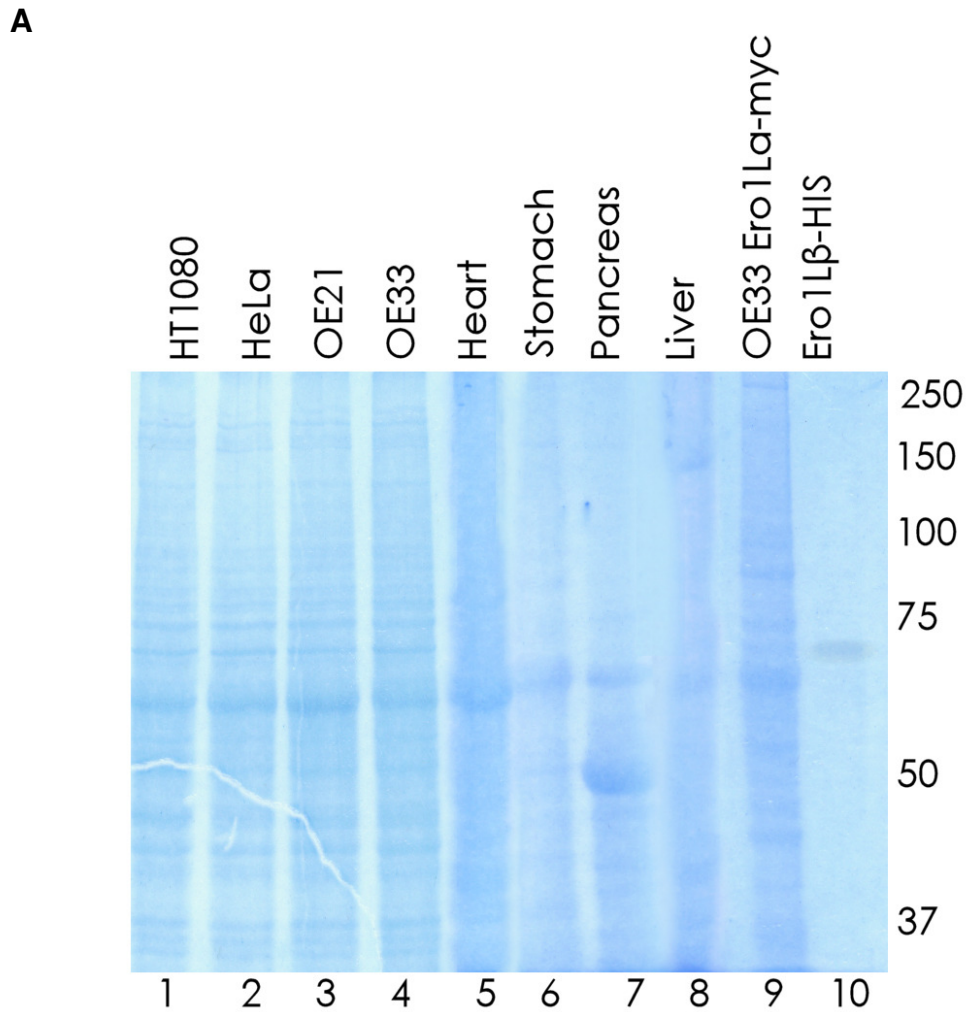 A
HT1080
HeLa
OE21
OE33
Heart
Stomach
Pancreas
Liver
OE33 Ero1Lα-myc
Ero1Lβ-HIS
250
150
100
75
50
37
1 2 3 4 5 6 7 8 9 10